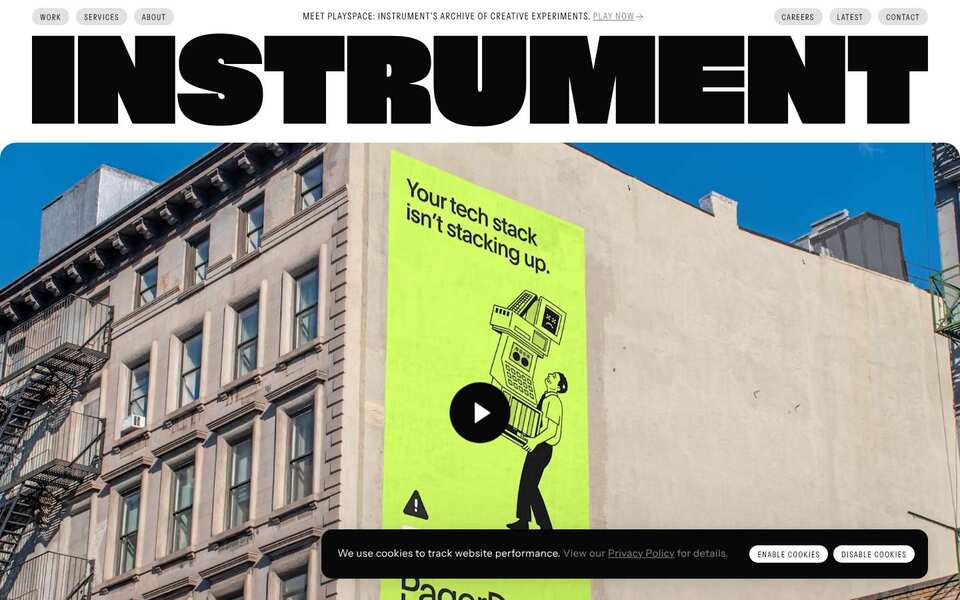 WORK SERVICES ABOUT MEET PLAYSPACE: INSTRUMENT'S ARCHIVE OF CREATIVE EXPERIMENTS. PLAY NOW → CAREERS LATEST CONTACT
INSTRUMENT
Your tech stack
isn't stacking up.
We use cookies to track website performance. View our Privacy Policy for details. ENABLE COOKIES DISABLE COOKIES